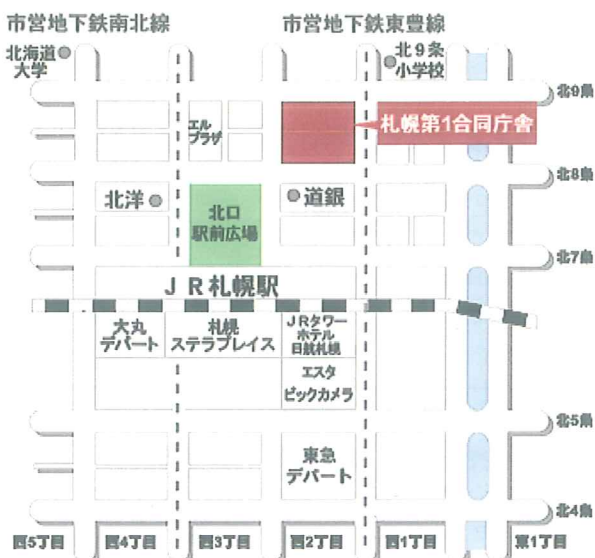 市営地下鉄南北線
市営地下鉄東豊線
北海道
大学
北9条
小学校
北9条
エル
プラザ
札幌第1合同庁舎
北8条
北洋
北口
駅前広場
道銀
北7条
JR札幌駅
大丸
デパート
札幌
ステラプレイス
JRタワー
ホテル
日航札幌
エスタ
ビックカメラ
北5条
東急
デパート
北4条
西5丁目
西4丁目
西3丁目
西2丁目
西1丁目
東1丁目